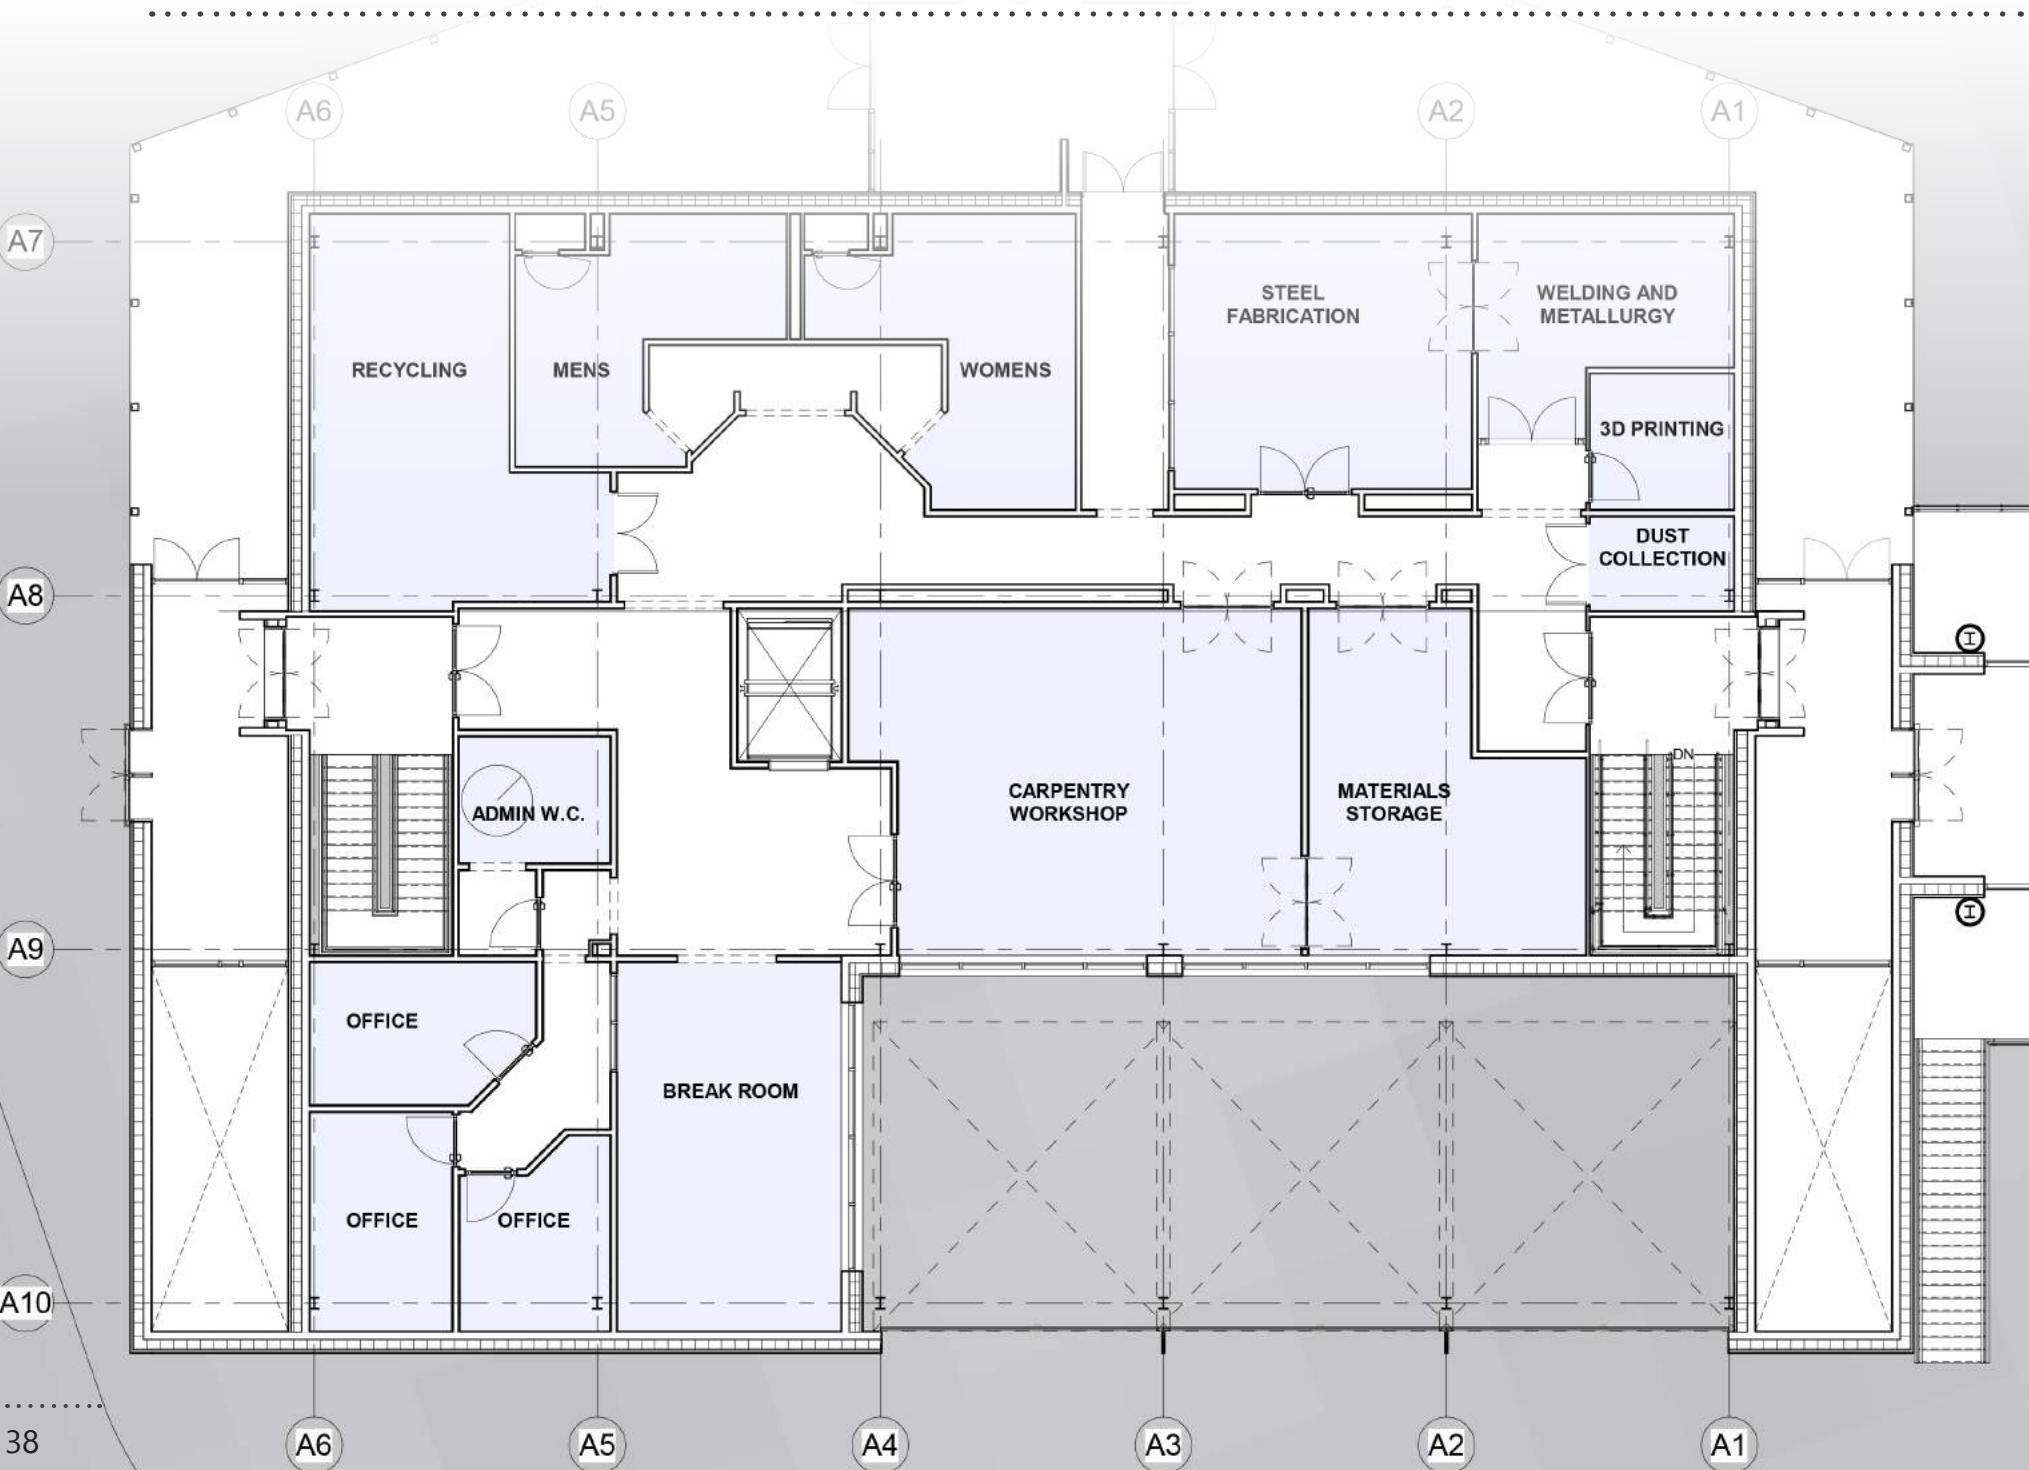 A6
A5
A2
A1
A7
STEEL
FABRICATION
WELDING AND
METALLURGY
RECYCLING
MENS
WOMENS
3D PRINTING
DUST
COLLECTION
A8
DN
CARPENTRY
WORKSHOP
MATERIALS
STORAGE
ADMIN W.C.
A9
OFFICE
BREAK ROOM
OFFICE
OFFICE
A10
38
A6
A5
A4
A3
A2
A1